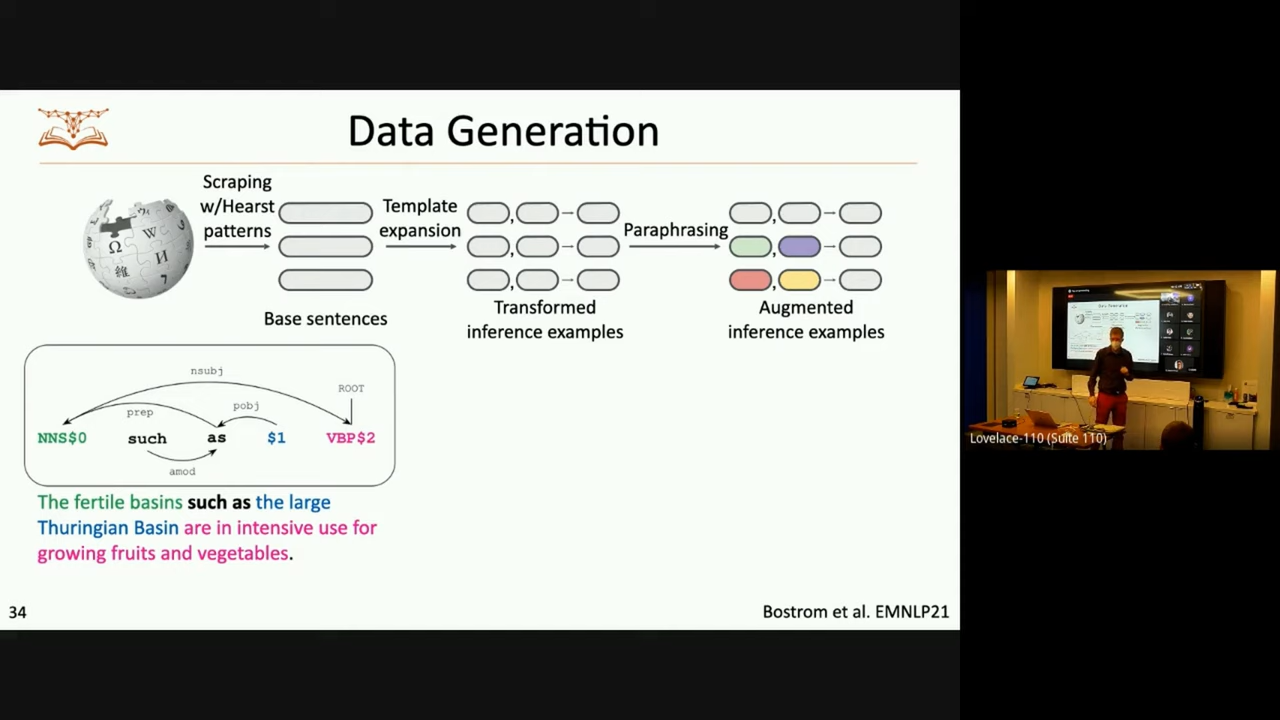 Data Generation
Scraping
w/Hearst
patterns
Template
expansion
Paraphrasing
Ω
W
И
維
Base sentences
Transformed
inference examples
Augmented
inference examples
,
,
,
,
,
,
nsubj
ROOT
prep
pobj
NNS$0 such as $1 VBP$2
amod
The fertile basins such as the large
Thuringian Basin are in intensive use for
growing fruits and vegetables.
34
Bostrom et al. EMNLP21
Lovelace-110 (Suite 110)